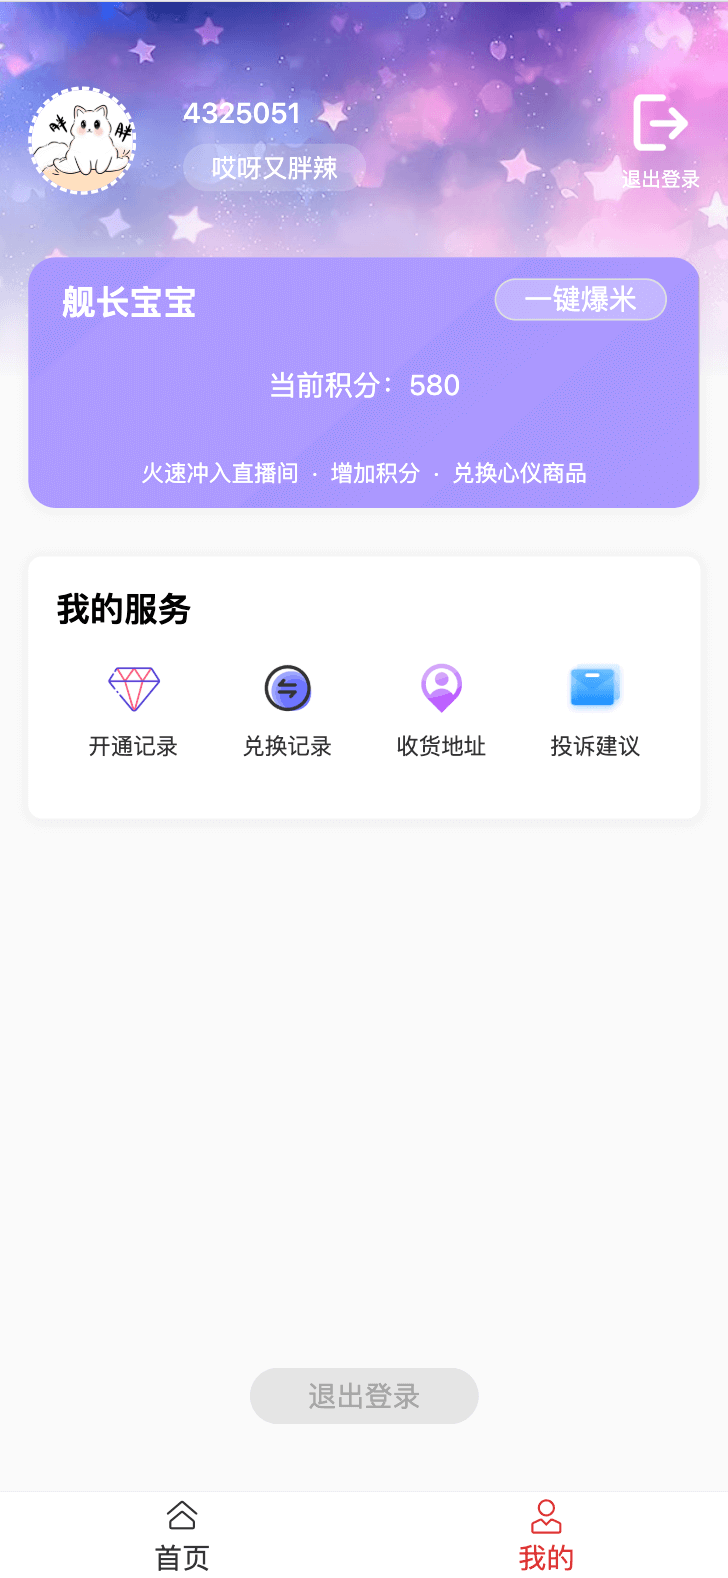 4325051
胖 胖
哎呀又胖辣
退出登录
舰长宝宝
一键爆米
当前积分：580
火速冲入直播间 · 增加积分 · 兑换心仪商品
我的服务
开通记录 兑换记录 收货地址 投诉建议
退出登录
首页 我的